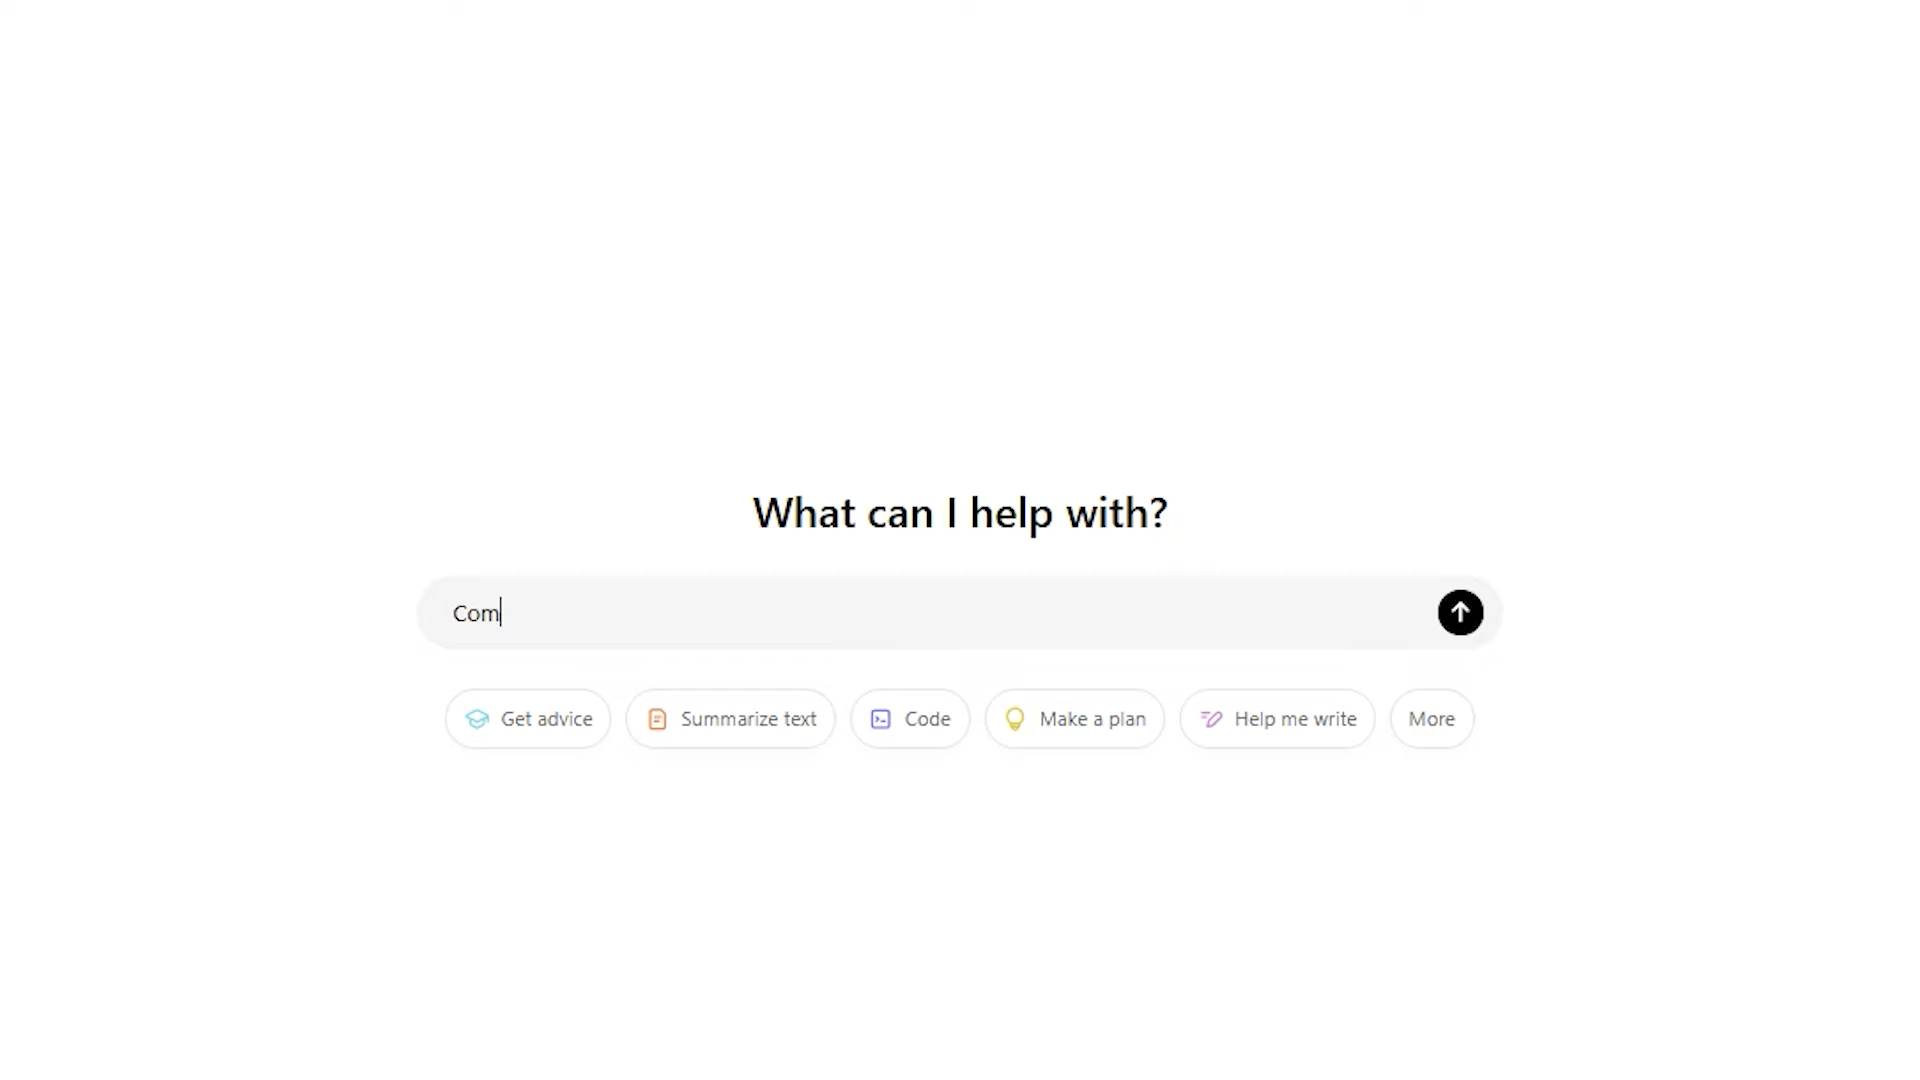 What can I help with?
Com
Get advice Summarize text Code Make a plan Help me write More